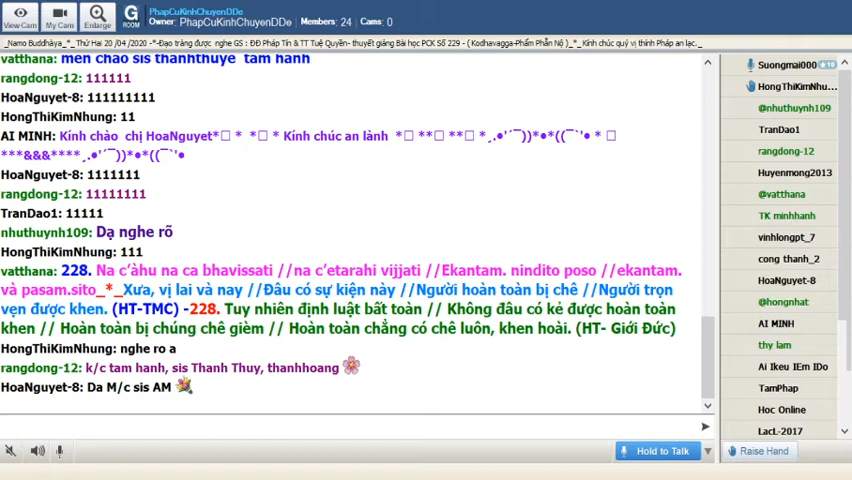 PhapCuKinhChuyenDDe
Owner: PhapCuKinhChuyenDDe Members: 24 Cams: 0
View Cam
My Cam
Enlarge
G
ROOM
_Namo Buddhàya_*_ Thứ Hai 20 /04 /2020 -*-Đạo tràng được nghe GS : ĐĐ Pháp Tín & TT Tuệ Quyền- thuyết giảng Bài học PCK Số 229 - ( Kodhavagga-Phẩm Phẫn Nộ )_*_ Kính chúc quý vị thính Pháp an lạc._
vatthana: mến chào sis thanhthuye tam hanh
rangdong-12: 111111
HoaNguyet-8: 111111111
HongThiKimNhung: 11
AI MINH: Kính chào chị HoaNguyet*□ * *□ * Kính chúc an lành *□ **□ **□ *¸.•'´¯))*•*((¯`'• * □
***&&&****¸.•'´¯))*•*((¯`'•
HoaNguyet-8: 1111111
rangdong-12: 11111111
TranDao1: 11111
nhuthuynh109: Dạ nghe rõ
HongThiKimNhung: 111
vatthana: 228. Na c'àhu na ca bhavissati //na c'etarahi vijjati //Ekantam. nindito poso //ekantam.
và pasam.sito_*_Xưa, vị lai và nay //Đâu có sự kiện này //Người hoàn toàn bị chê //Người trọn
vẹn được khen. (HT-TMC) -228. Tuy nhiên định luật bất toàn // Không đâu có kẻ được hoàn toàn
khen // Hoàn toàn bị chúng chê gièm // Hoàn toàn chẳng có chê luôn, khen hoài. (HT- Giới Đức)
HongThiKimNhung: nghe ro a
rangdong-12: k/c tam hanh, sis Thanh Thuy, thanhhoang
HoaNguyet-8: Da M/c sis AM
Hold to Talk
Suongmai000 +19
HongThiKimNhu...
@nhuthuynh109
TranDao1
rangdong-12
Huyenmong2013
@vatthana
TK minhhanh
vinhlongpt_7
cong thanh_2
HoaNguyet-8
@hongnhat
AI MINH
thy lam
Ai lkeu IEm IDo
TamPhap
Hoc Online
LacL-2017
Raise Hand